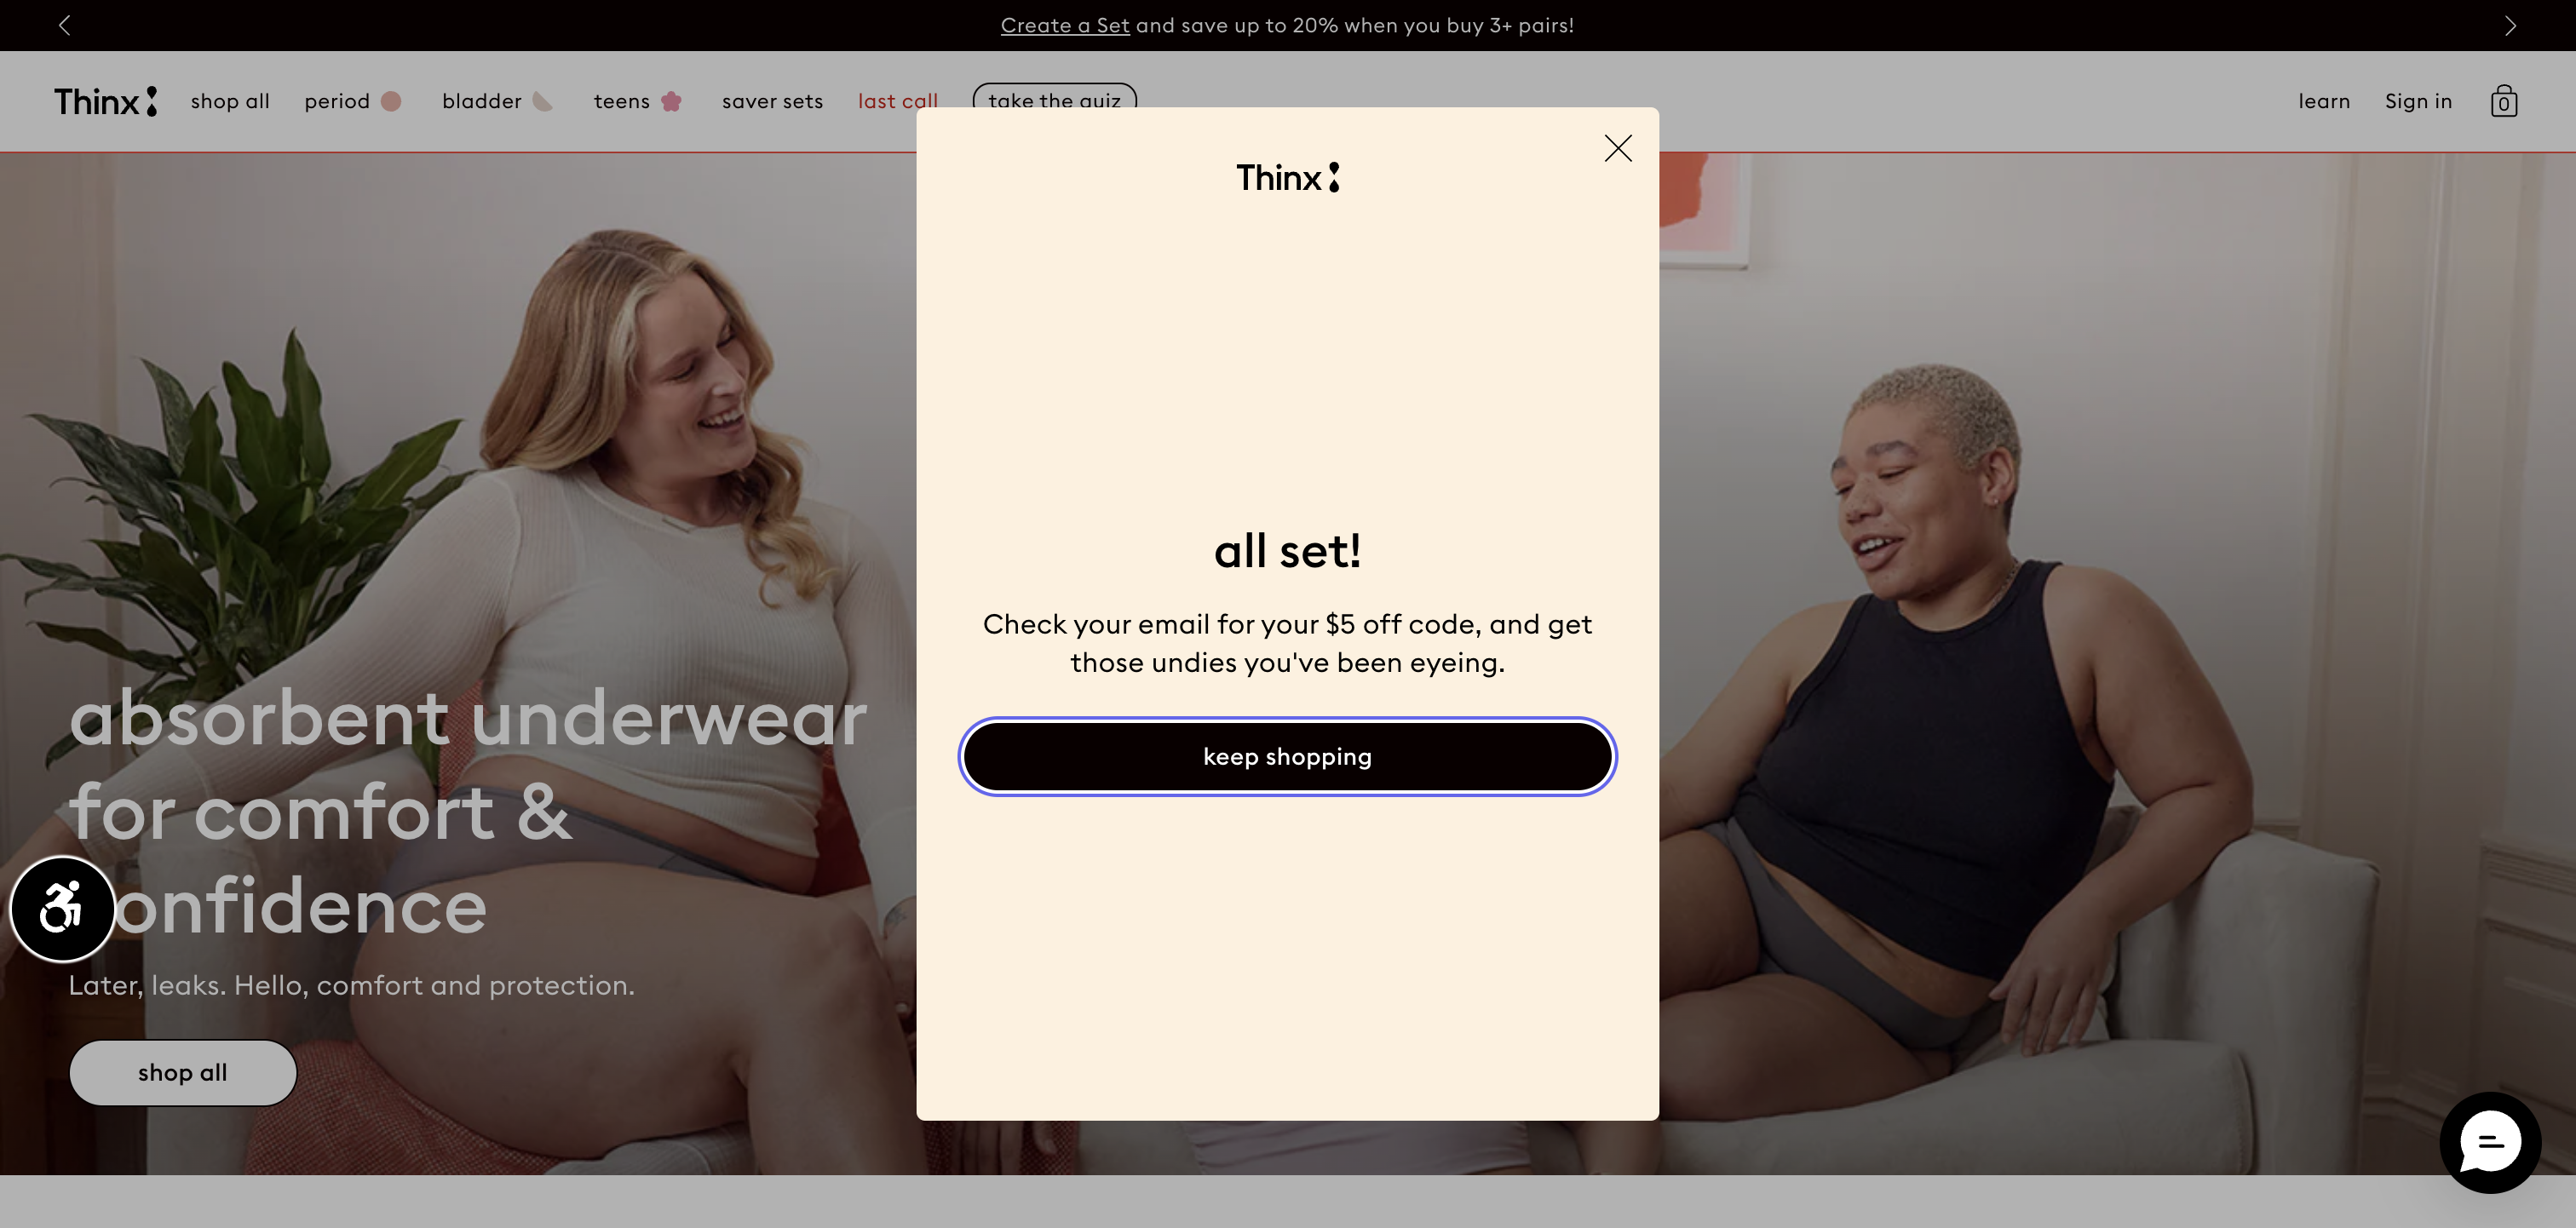 Create a Set and save up to 20% when you buy 3+ pairs!
Thinx shop all period bladder teens saver sets last call take the quiz learn Sign in 0
Thinx
all set!
Check your email for your $5 off code, and get
those undies you've been eyeing.
keep shopping
absorbent underwear
for comfort &
onfidence
Later, leaks. Hello, comfort and protection.
shop all